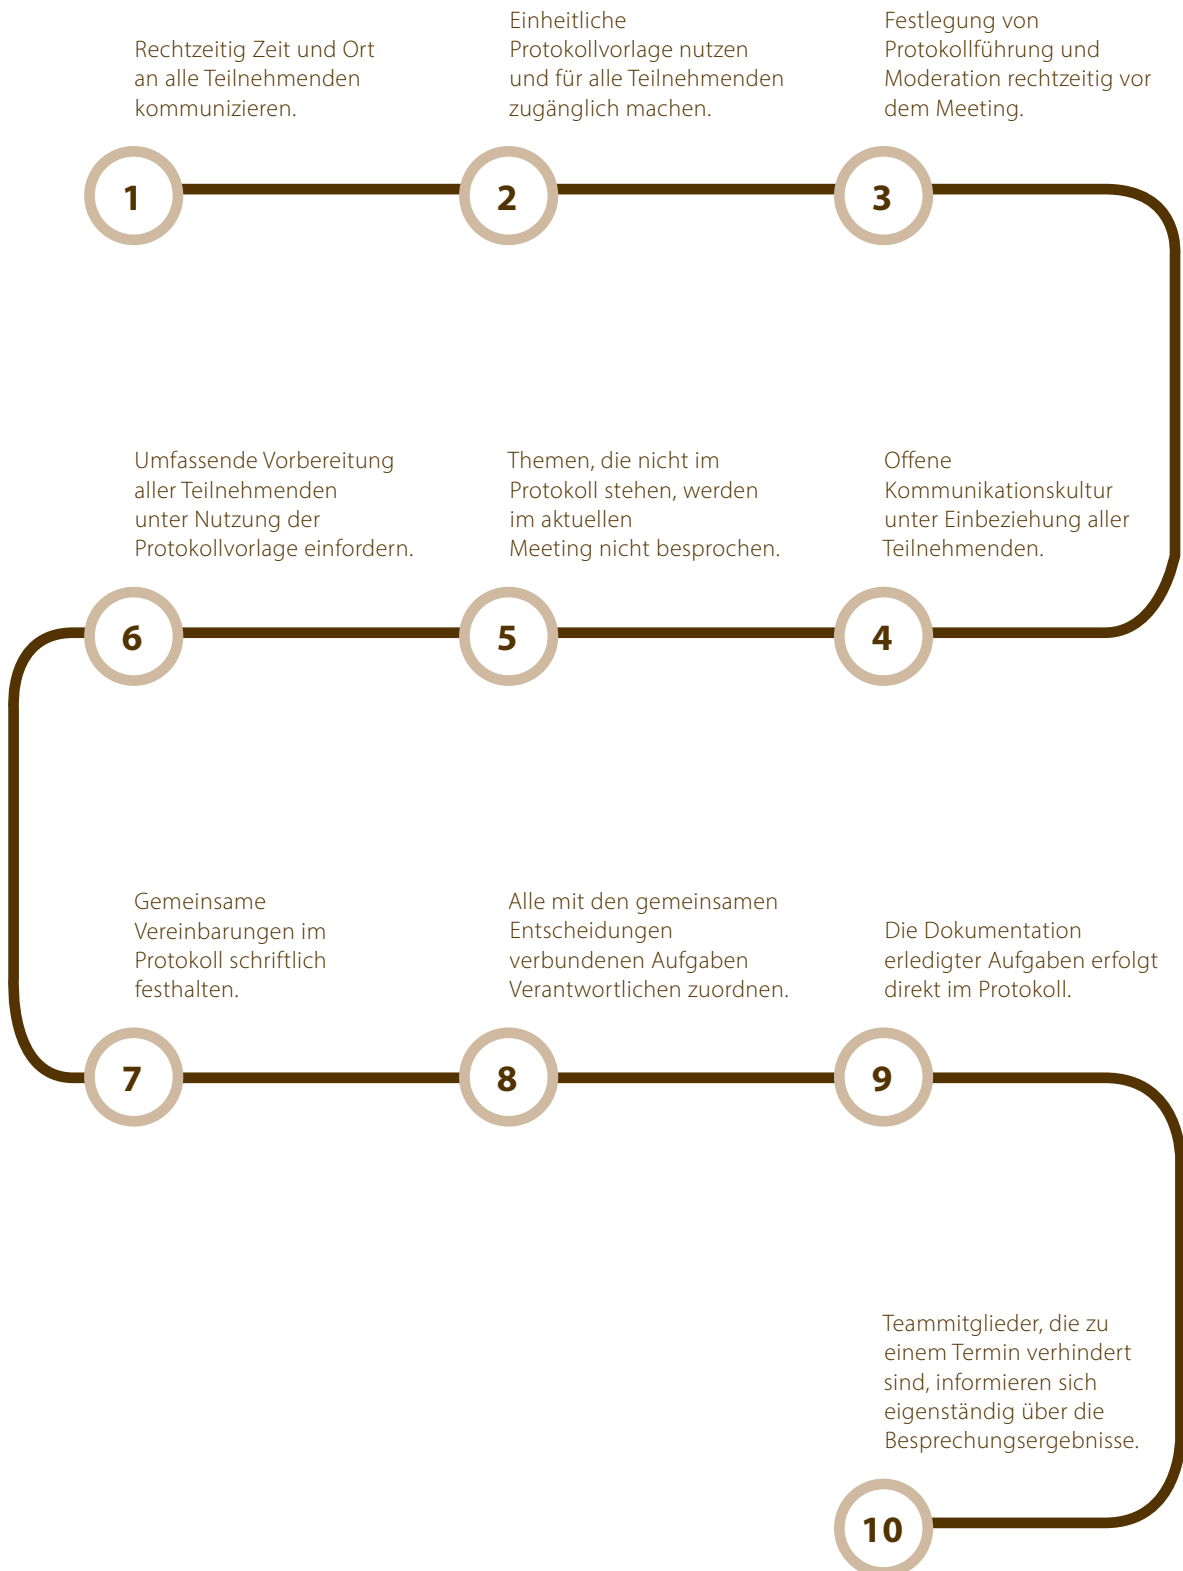 Rechtzeitig Zeit und Ort
an alle Teilnehmenden
kommunizieren.
1
Einheitliche
Protokollvorlage nutzen
und für alle Teilnehmenden
zugänglich machen.
2
Festlegung von
Protokollführung und
Moderation rechtzeitig vor
dem Meeting.
3
Offene
Kommunikationskultur
unter Einbeziehung aller
Teilnehmenden.
4
Themen, die nicht im
Protokoll stehen, werden
im aktuellen
Meeting nicht besprochen.
5
Umfassende Vorbereitung
aller Teilnehmenden
unter Nutzung der
Protokollvorlage einfordern.
6
Gemeinsame
Vereinbarungen im
Protokoll schriftlich
festhalten.
7
Alle mit den gemeinsamen
Entscheidungen
verbundenen Aufgaben
Verantwortlichen zuordnen.
8
Die Dokumentation
erledigter Aufgaben erfolgt
direkt im Protokoll.
9
Teammitglieder, die zu
einem Termin verhindert
sind, informieren sich
eigenständig über die
Besprechungsergebnisse.
10